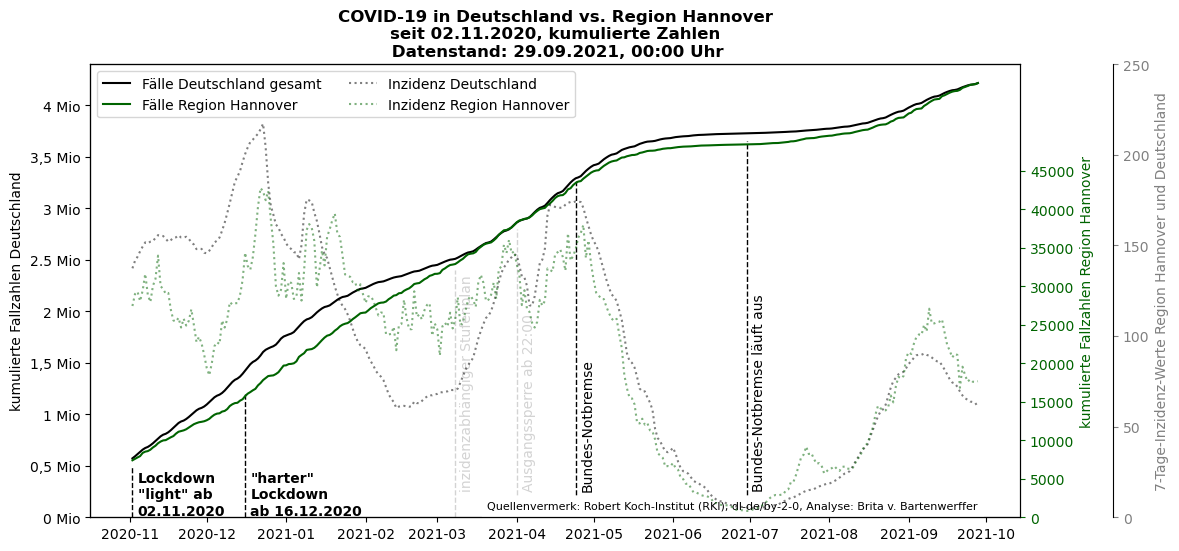 COVID-19 in Deutschland vs. Region Hannover
seit 02.11.2020, kumulierte Zahlen
Datenstand: 29.09.2021, 00:00 Uhr
Fälle Deutschland gesamt
Fälle Region Hannover
Inzidenz Deutschland
Inzidenz Region Hannover
kumulierte Fallzahlen Deutschland
4 Mio
3,5 Mio
3 Mio
2.5 Mio
2 Mio
1,5 Mio
1 Mio
0,5 Mio
0 Mio
Lockdown
"light" ab
02.11.2020
"harter"
Lockdown
ab 16.12.2020
inzidenzabhängiger Stufenplan
Ausgangssperre ab 22:00
Bundes-Notbremse
Bundes-Notbremse läuft aus
Quellenvermerk: Robert Koch-Institut (RKI), dl-de/by-2-0, Analyse: Brita v. Bartenwerffer
2020-11
2020-12
2021-01
2021-02
2021-03
2021-04
2021-05
2021-06
2021-07
2021-08
2021-09
2021-10
45000
40000
35000
30000
25000
20000
15000
10000
5000
0
kumulierte Fallzahlen Region Hannover
250
200
150
100
50
0
7-Tage-Inzidenz-Werte Region Hannover und Deutschland